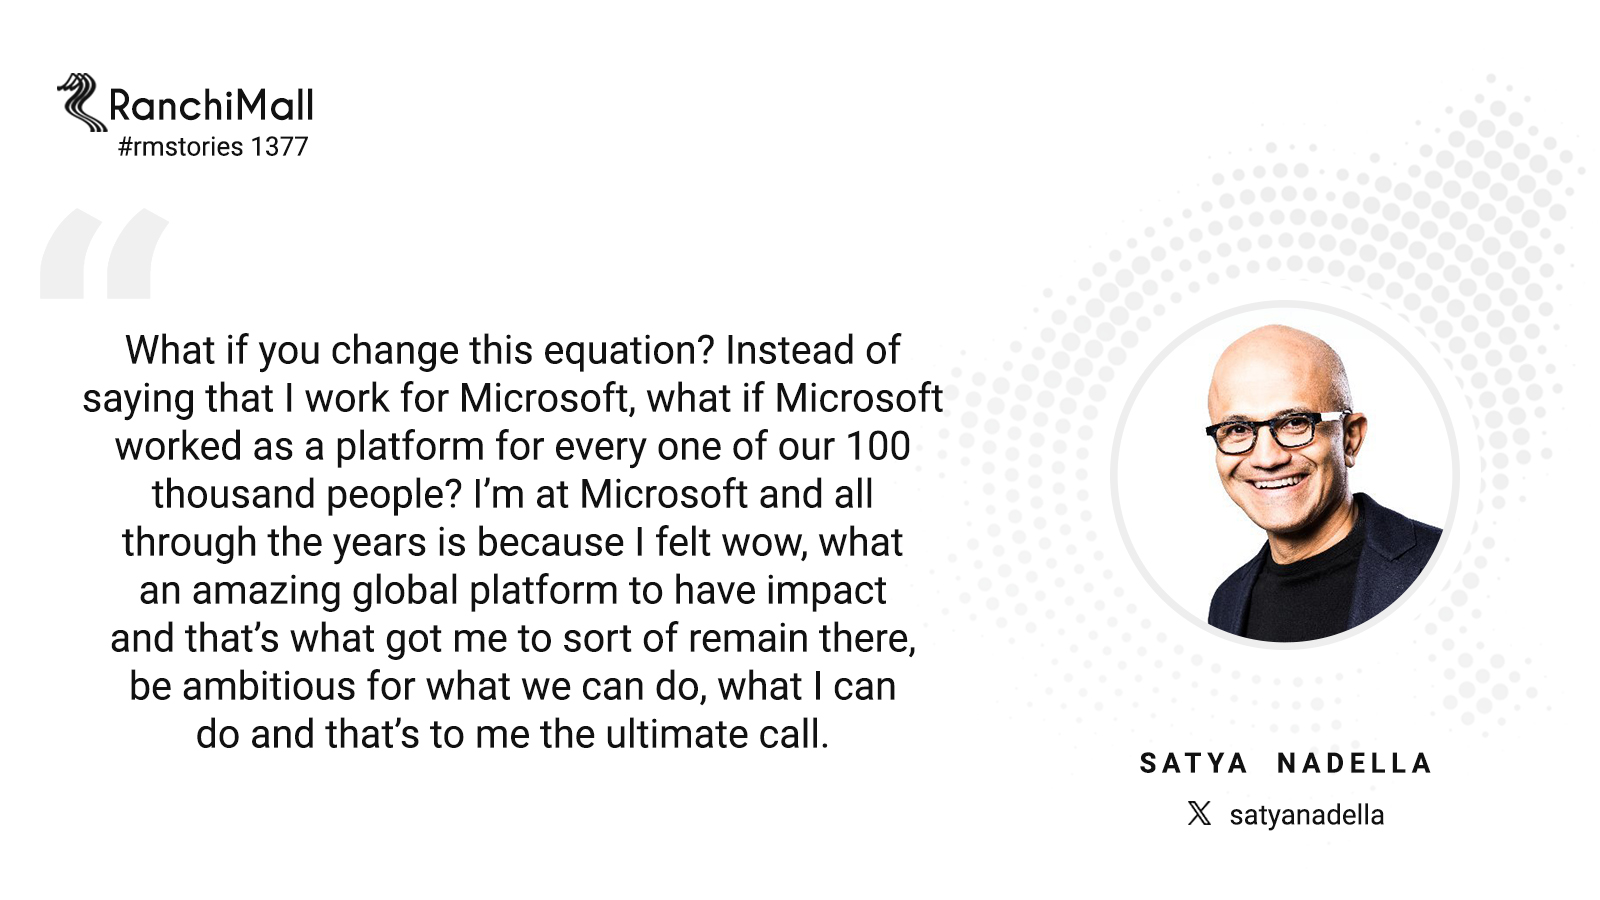 RanchiMall
#rmstories 1377
“
What if you change this equation? Instead of
saying that I work for Microsoft, what if Microsoft
worked as a platform for every one of our 100
thousand people? I’m at Microsoft and all
through the years is because I felt wow, what
an amazing global platform to have impact
and that’s what got me to sort of remain there,
be ambitious for what we can do, what I can
do and that’s to me the ultimate call.
SATYA NADELLA
𝕏 satyanadella